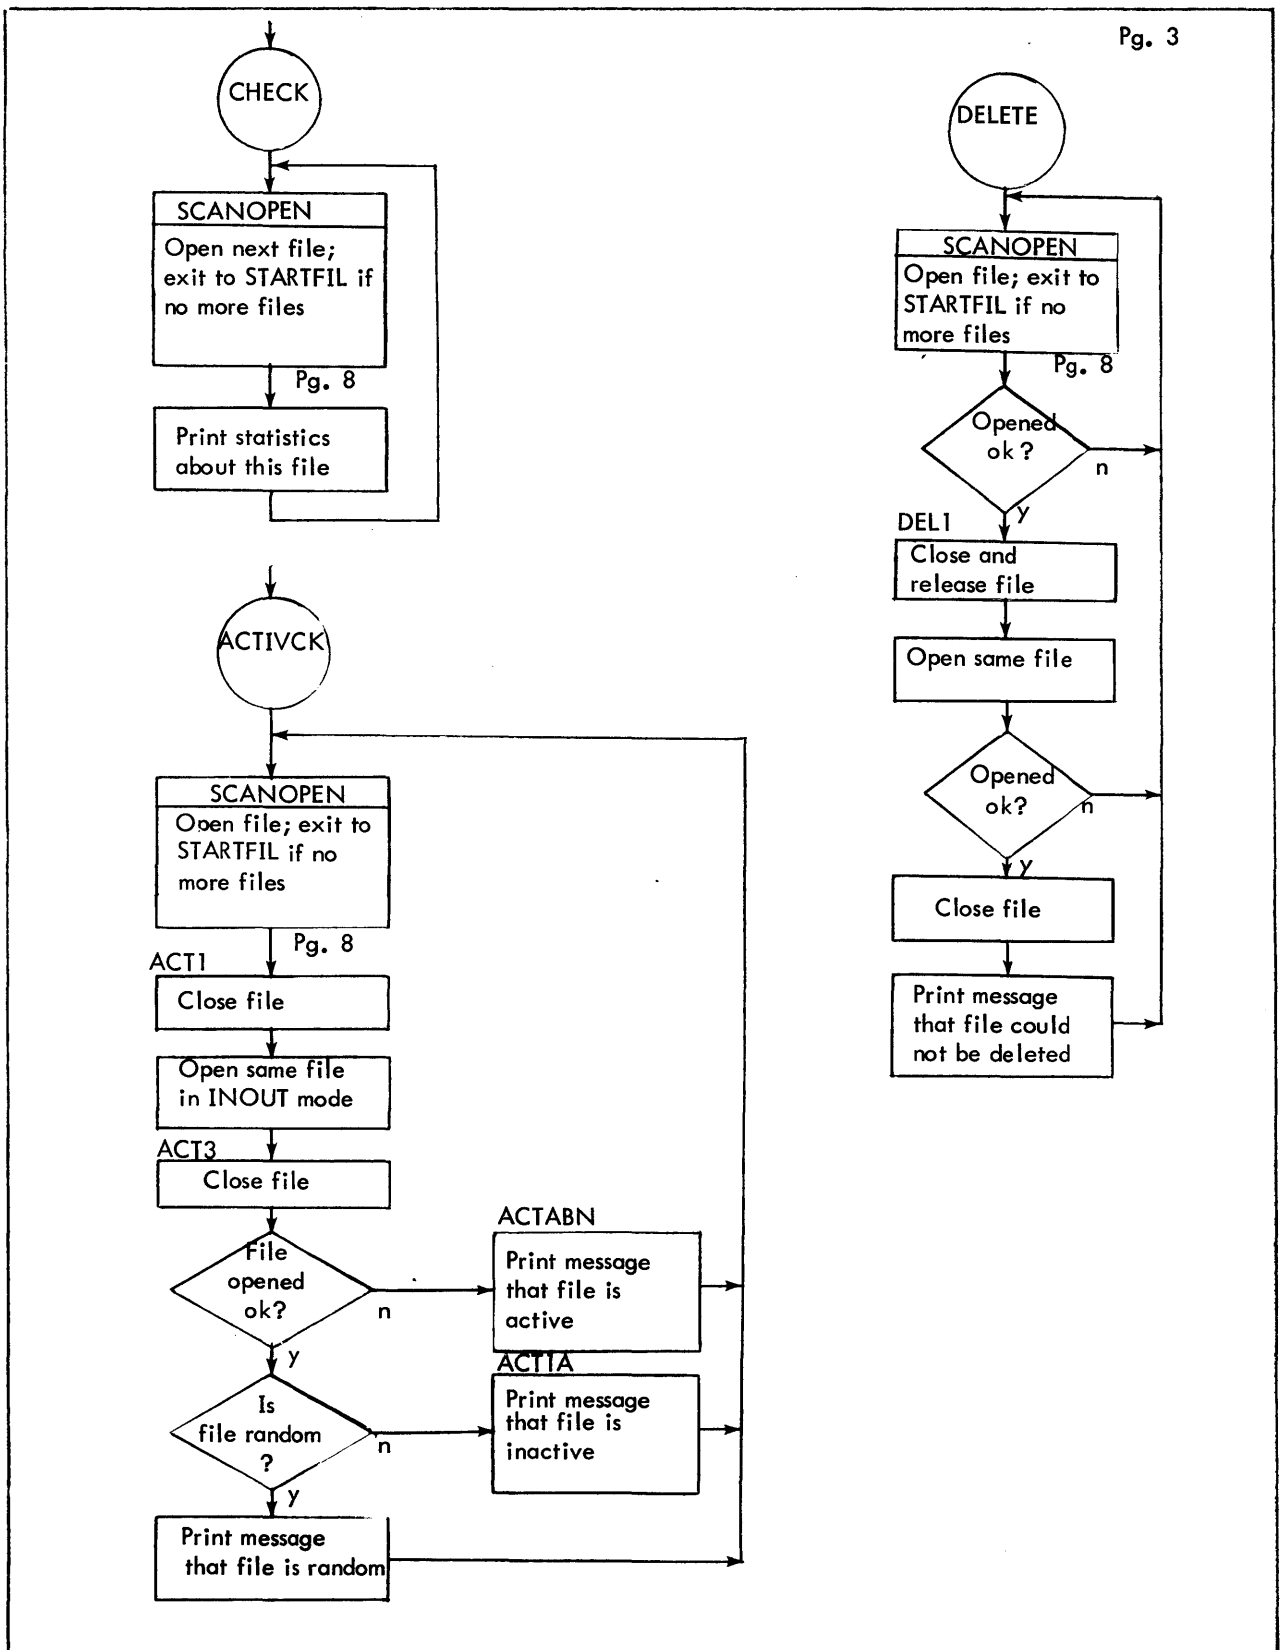 Pg. 3
CHECK
SCANOPEN
Open next file;
exit to STARTFIL if
no more files
Pg. 8
Print statistics
about this file
ACTIVCK
SCANOPEN
Open file; exit to
STARTFIL if no
more files
Pg. 8
ACT1
Close file
Open same file
in INOUT mode
ACT3
Close file
File
opened
ok?
n
y
ACTABN
Print message
that file is
active
Is
file random
?
n
y
ACT1A
Print message
that file is
inactive
Print message
that file is random
DELETE
SCANOPEN
Open file; exit to
STARTFIL if no
more files
Pg. 8
Opened
ok?
n
y
DEL1
Close and
release file
Open same file
Opened
ok?
n
y
Close file
Print message
that file could
not be deleted